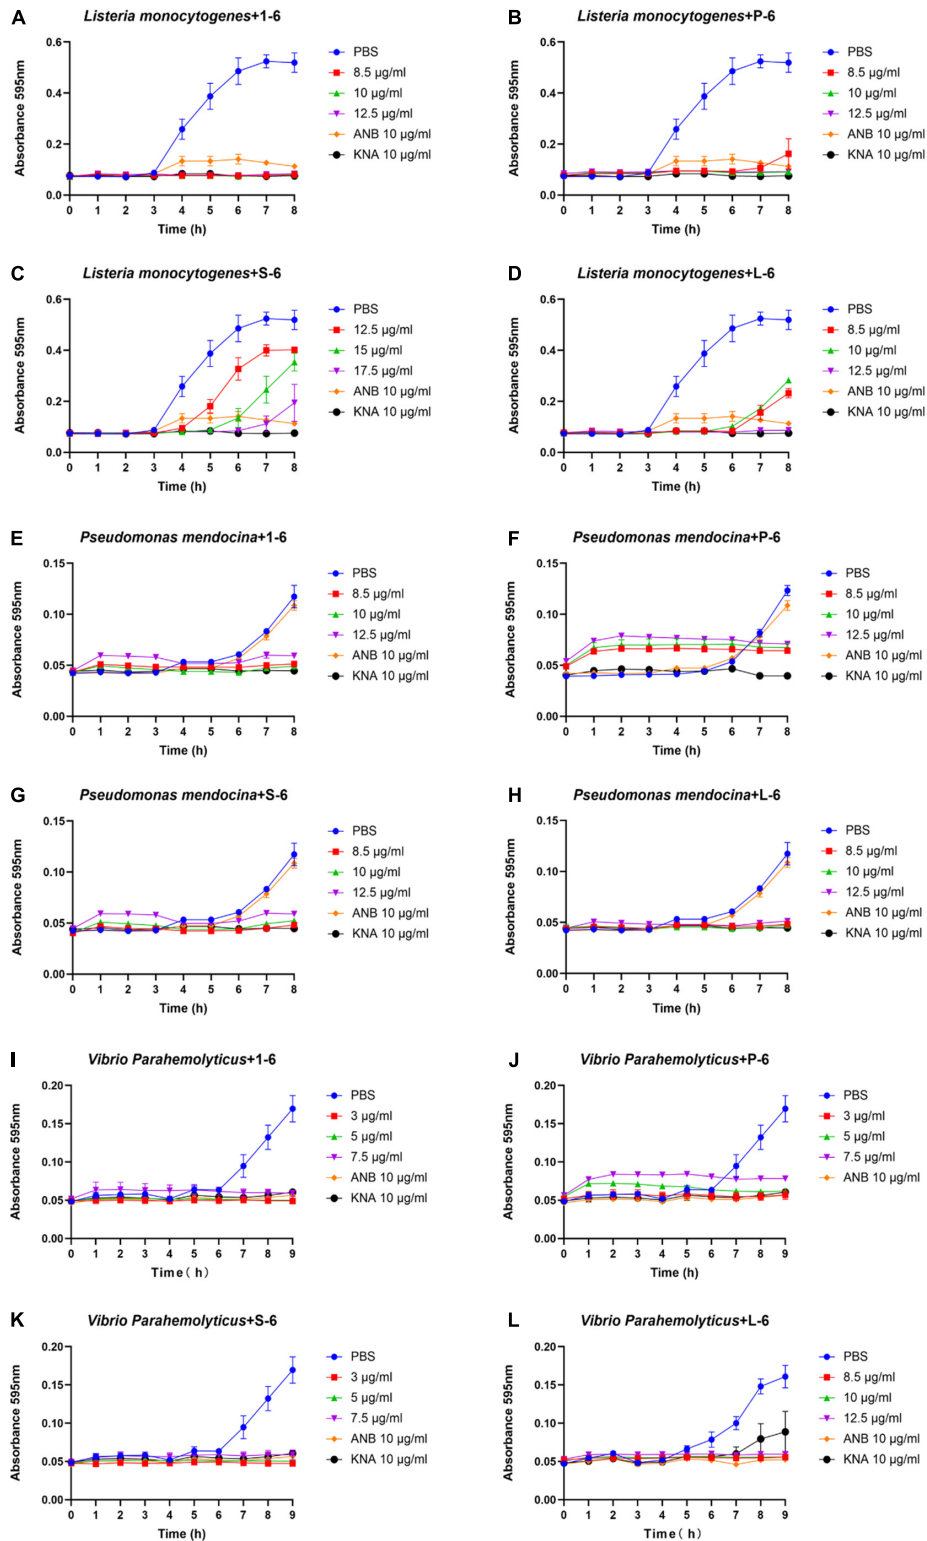 A
Listeria monocytogenes+1-6
Absorbance 595nm
0.6
0.4
0.2
0.0
0 1 2 3 4 5 6 7 8
Time (h)
PBS
8.5 µg/ml
10 µg/ml
12.5 µg/ml
ANB 10 µg/ml
KNA 10 µg/ml
B
Listeria monocytogenes+P-6
Absorbance 595nm
0.6
0.4
0.2
0.0
0 1 2 3 4 5 6 7 8
Time (h)
PBS
8.5 µg/ml
10 µg/ml
12.5 µg/ml
ANB 10 µg/ml
KNA 10 µg/ml
C
Listeria monocytogenes+S-6
Absorbance 595nm
0.6
0.4
0.2
0.0
0 1 2 3 4 5 6 7 8
Time (h)
PBS
12.5 µg/ml
15 µg/ml
17.5 µg/ml
ANB 10 µg/ml
KNA 10 µg/ml
D
Listeria monocytogenes+L-6
Absorbance 595nm
0.6
0.4
0.2
0.0
0 1 2 3 4 5 6 7 8
Time (h)
PBS
8.5 µg/ml
10 µg/ml
12.5 µg/ml
ANB 10 µg/ml
KNA 10 µg/ml
E
Pseudomonas mendocina+1-6
Absorbance 595nm
0.15
0.10
0.05
0.00
0 1 2 3 4 5 6 7 8
Time (h)
PBS
8.5 µg/ml
10 µg/ml
12.5 µg/ml
ANB 10 µg/ml
KNA 10 µg/ml
F
Pseudomonas mendocina+P-6
Absorbance 595nm
0.15
0.10
0.05
0.00
0 1 2 3 4 5 6 7 8
Time (h)
PBS
8.5 µg/ml
10 µg/ml
12.5 µg/ml
ANB 10 µg/ml
KNA 10 µg/ml
G
Pseudomonas mendocina+S-6
Absorbance 595nm
0.15
0.10
0.05
0.00
0 1 2 3 4 5 6 7 8
Time (h)
PBS
8.5 µg/ml
10 µg/ml
12.5 µg/ml
ANB 10 µg/ml
KNA 10 µg/ml
H
Pseudomonas mendocina+L-6
Absorbance 595nm
0.15
0.10
0.05
0.00
0 1 2 3 4 5 6 7 8
Time (h)
PBS
8.5 µg/ml
10 µg/ml
12.5 µg/ml
ANB 10 µg/ml
KNA 10 µg/ml
I
Vibrio Parahemolyticus+1-6
Absorbance 595nm
0.20
0.15
0.10
0.05
0.00
0 1 2 3 4 5 6 7 8 9
Time( h)
PBS
3 µg/ml
5 µg/ml
7.5 µg/ml
ANB 10 µg/ml
KNA 10 µg/ml
J
Vibrio Parahemolyticus+P-6
Absorbance 595nm
0.20
0.15
0.10
0.05
0.00
0 1 2 3 4 5 6 7 8 9
Time (h)
PBS
3 µg/ml
5 µg/ml
7.5 µg/ml
ANB 10 µg/ml
K
Vibrio Parahemolyticus+S-6
Absorbance 595nm
0.20
0.15
0.10
0.05
0.00
0 1 2 3 4 5 6 7 8 9
Time (h)
PBS
3 µg/ml
5 µg/ml
7.5 µg/ml
ANB 10 µg/ml
KNA 10 µg/ml
L
Vibrio Parahemolyticus+L-6
Absorbance 595nm
0.20
0.15
0.10
0.05
0.00
0 1 2 3 4 5 6 7 8 9
Time( h)
PBS
8.5 µg/ml
10 µg/ml
12.5 µg/ml
ANB 10 µg/ml
KNA 10 µg/ml